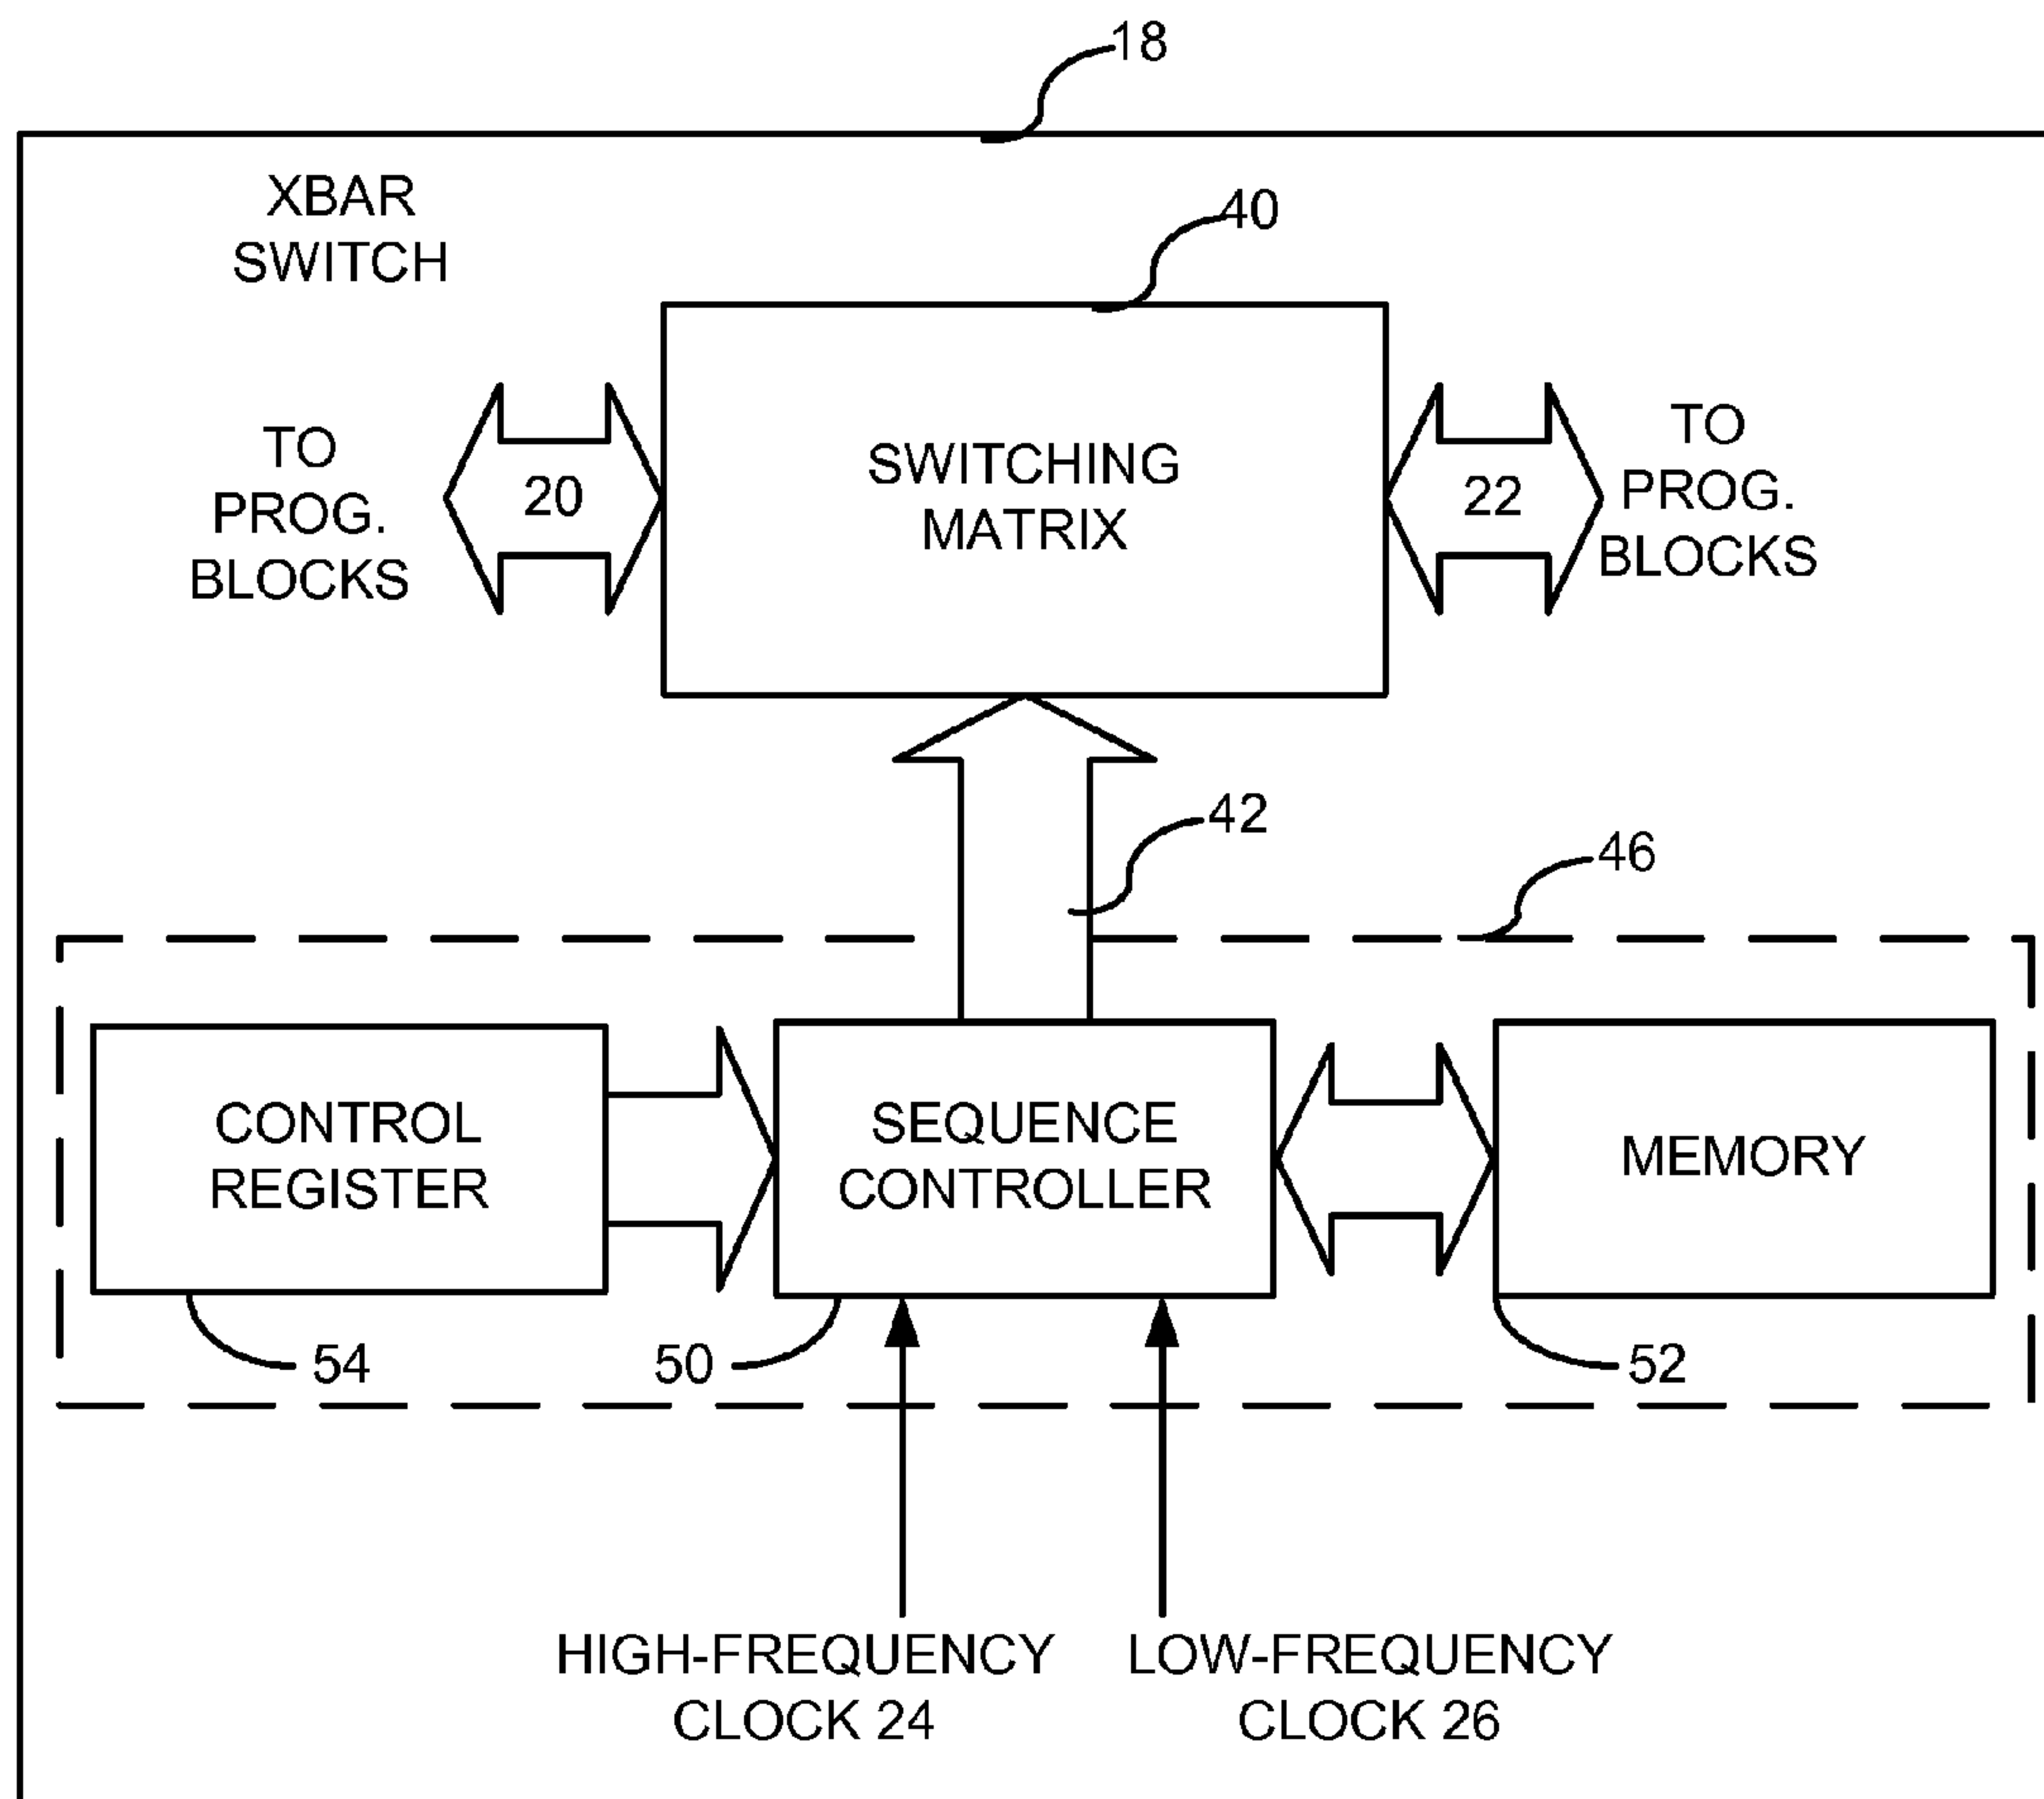 18
XBAR
SWITCH
40
TO
PROG.
BLOCKS
20
SWITCHING
MATRIX
22
TO
PROG.
BLOCKS
42
46
CONTROL
REGISTER
SEQUENCE
CONTROLLER
MEMORY
54
50
52
HIGH-FREQUENCY
CLOCK 24
LOW-FREQUENCY
CLOCK 26